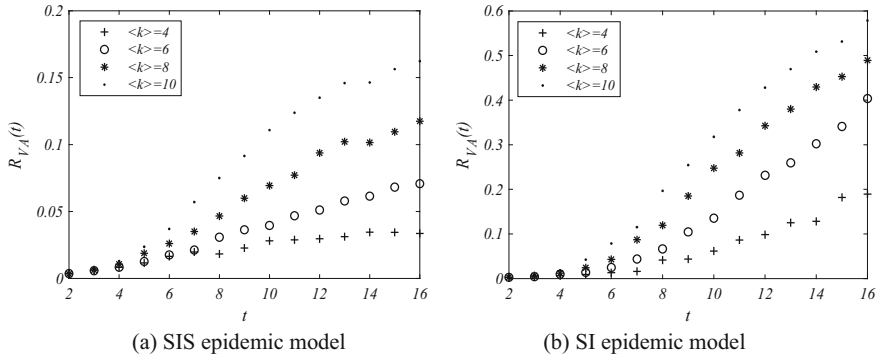 <k>=4
<k>=6
<k>=8
<k>=10
0.2
0.15
0.1
0.05
0
R_VA(t)
2 4 6 8 10 12 14 16
t
(a) SIS epidemic model
<k>=4
<k>=6
<k>=8
<k>=10
0.6
0.5
0.4
0.3
0.2
0.1
0.0
R_VA(t)
2 4 6 8 10 12 14 16
t
(b) SI epidemic model